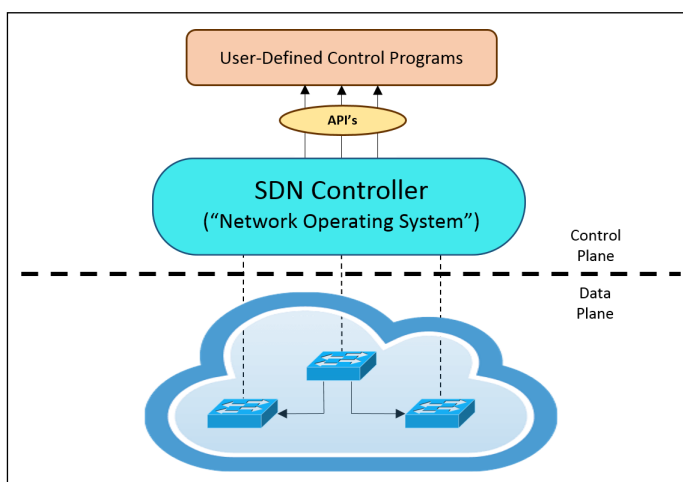 User-Defined Control Programs
API's
SDN Controller
(“Network Operating System”)
Control
Plane
Data
Plane